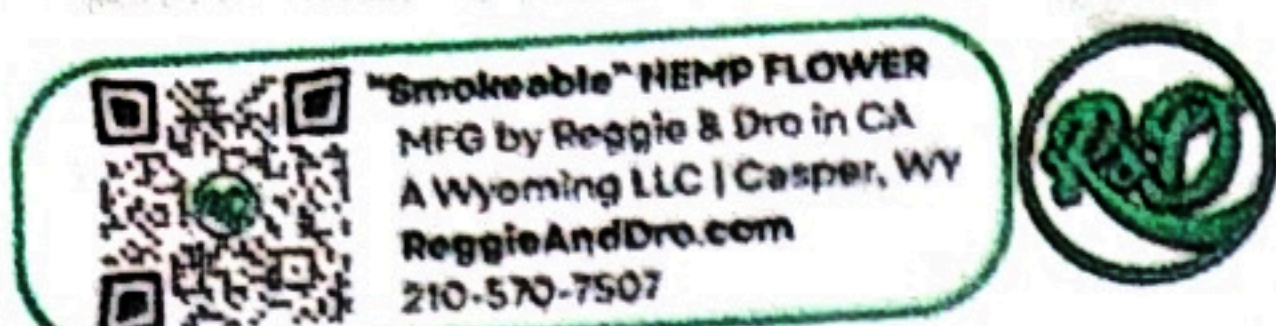 "Smokeable" HEMP FLOWER
MFG by Reggie & Dro in CA
A Wyoming LLC | Casper, WY
ReggieAndDro.com
210-570-7507